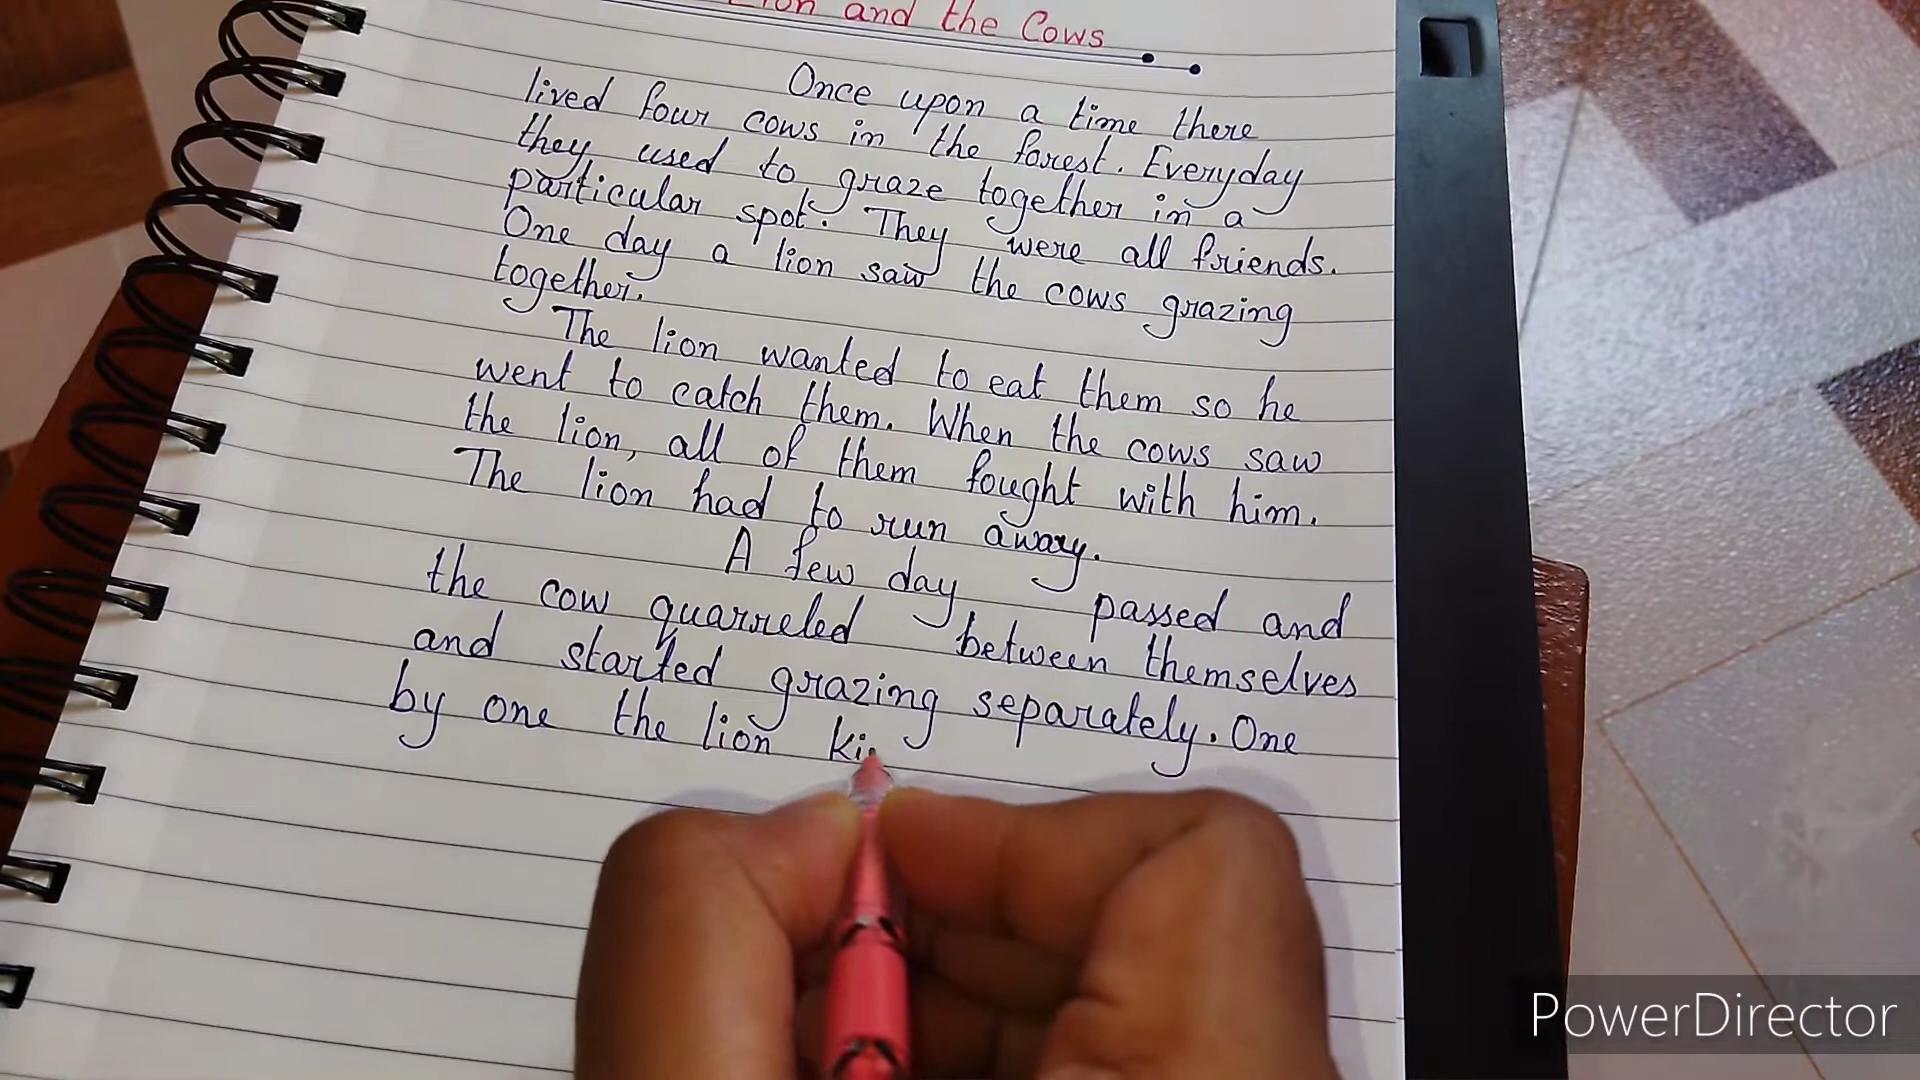 Lion and the Cows
Once upon a time there
lived four cows in the forest. Everyday
they used to graze together in a
particular spot. They were all friends.
One day a lion saw the cows grazing
together.
The lion wanted to eat them so he
went to catch them. When the cows saw
the lion, all of them fought with him.
The lion had to run away.
A few day passed and
the cow quarreled between themselves
and started grazing separately. One
by one the lion ki
PowerDirector